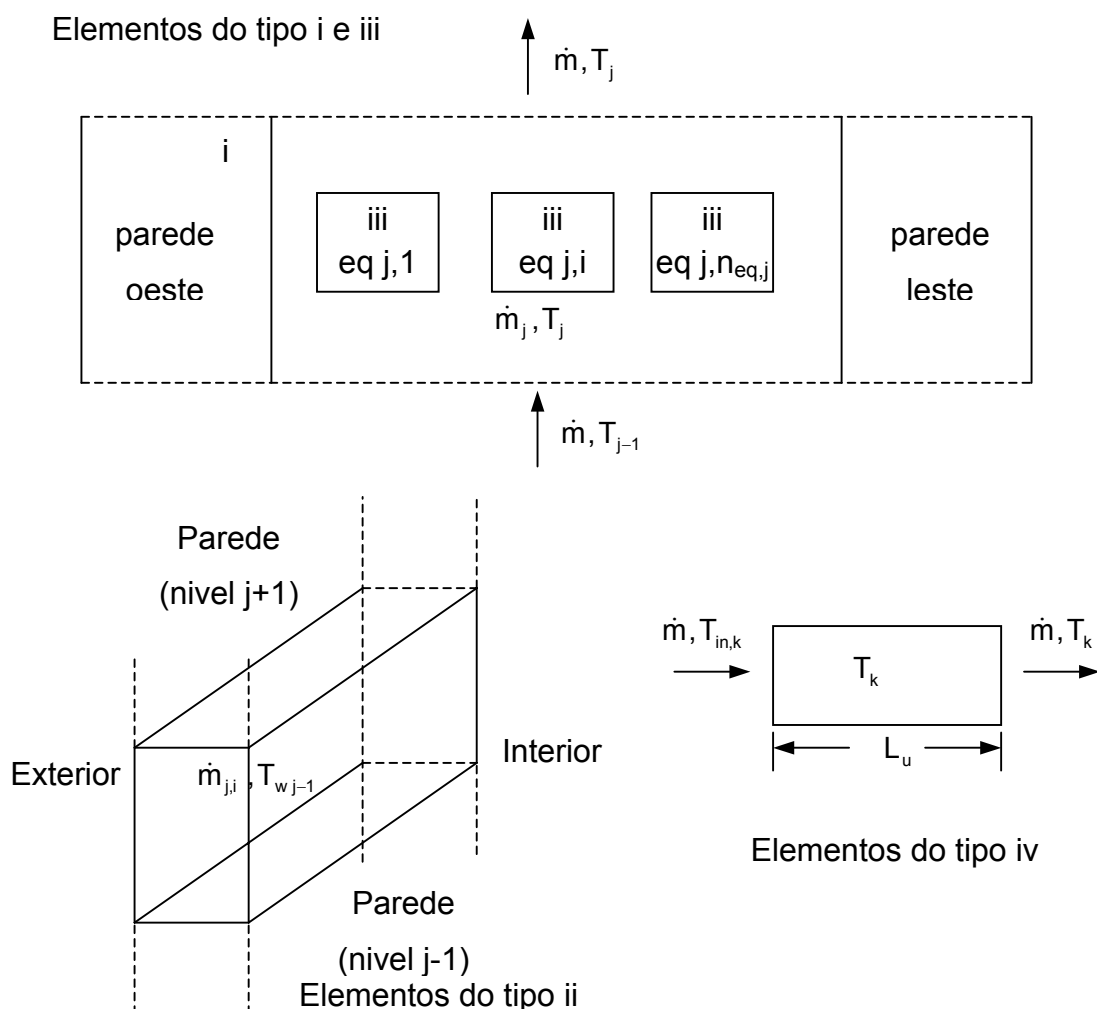 Elementos do tipo i e iii
ṁ, T_j
i
parede
oeste
iii
eq j,1
iii
eq j,i
iii
eq j,n_eq,j
parede
leste
ṁ_j, T_j
ṁ, T_j−1
Parede
(nivel j+1)
Exterior
ṁ_j,i , T_w j−1
Interior
Parede
(nivel j-1)
Elementos do tipo ii
ṁ, T_in,k
T_k
ṁ, T_k
L_u
Elementos do tipo iv